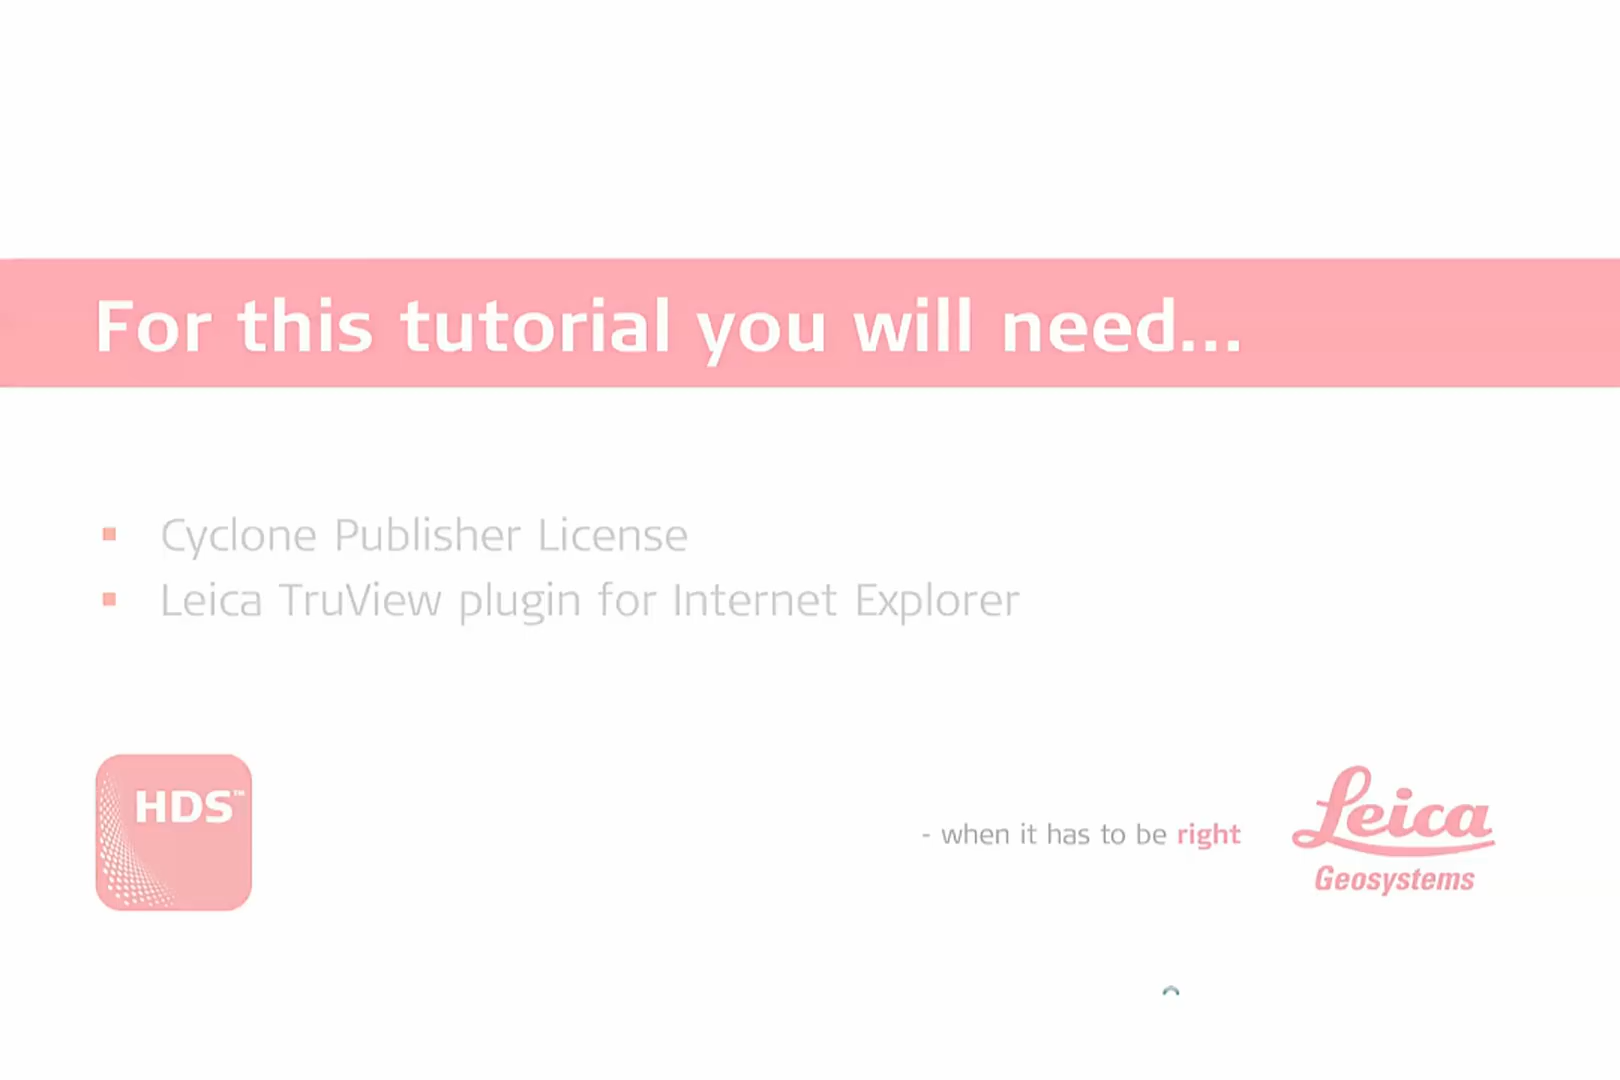 For this tutorial you will need...
▪ Cyclone Publisher License
▪ Leica TruView plugin for Internet Explorer
HDS™
- when it has to be right
Leica
Geosystems